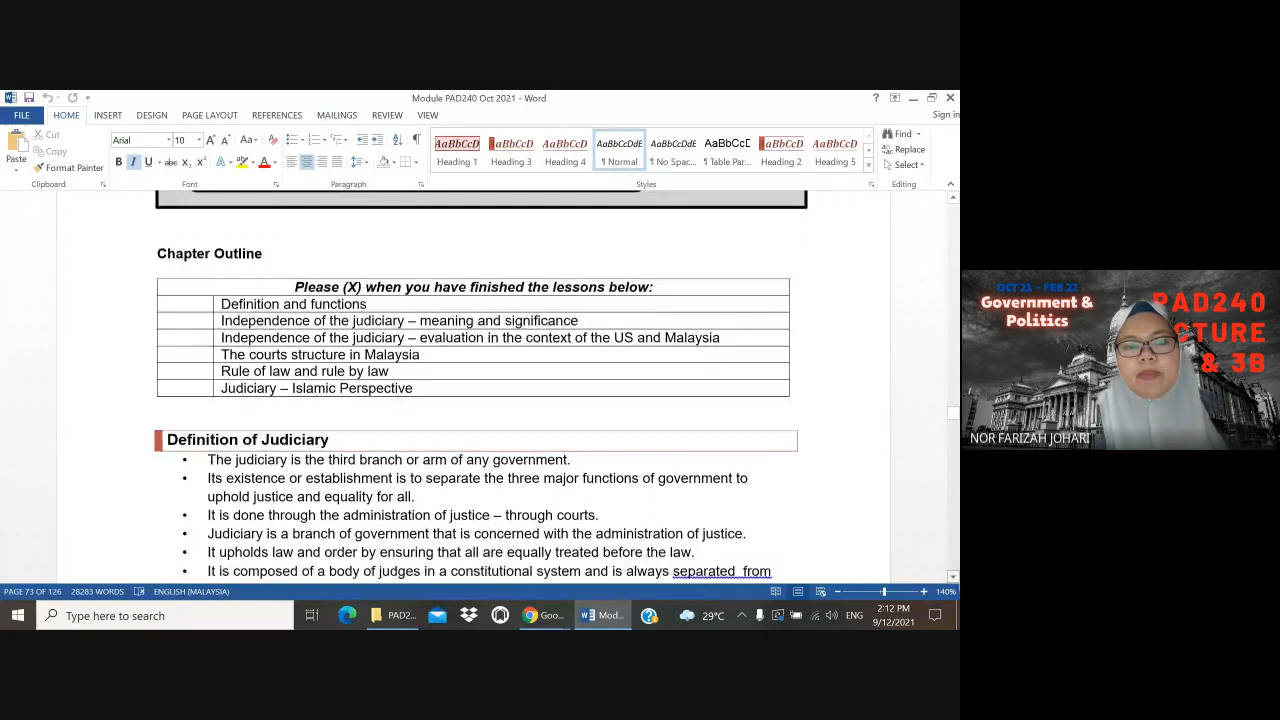 Module PAD240 Oct 2021 - Word
?
FILE
HOME
INSERT
DESIGN
PAGE LAYOUT
REFERENCES
MAILINGS
REVIEW
VIEW
Sign in
Paste
Cut
Copy
Format Painter
Arial
10
AaBbCcD
AaBbCcD
AaBbCcD
AaBbCcDdE
AaBbCcDdE
AaBbCc
AaBbCcD
AaBbCcD
Heading 1
Heading 3
Heading 4
¶ Normal
¶ No Spac...
¶ Table Par...
Heading 2
Heading 5
Find
Replace
Select
Clipboard
Font
Paragraph
Styles
Editing
Chapter Outline
Please (X) when you have finished the lessons below:
Definition and functions
Independence of the judiciary – meaning and significance
Independence of the judiciary – evaluation in the context of the US and Malaysia
The courts structure in Malaysia
Rule of law and rule by law
Judiciary – Islamic Perspective
Definition of Judiciary
• The judiciary is the third branch or arm of any government.
• Its existence or establishment is to separate the three major functions of government to
uphold justice and equality for all.
• It is done through the administration of justice – through courts.
• Judiciary is a branch of government that is concerned with the administration of justice.
• It upholds law and order by ensuring that all are equally treated before the law.
• It is composed of a body of judges in a constitutional system and is always separated from
PAGE 73 OF 126
28283 WORDS
ENGLISH (MALAYSIA)
140%
Type here to search
PAD2...
Goo...
Mod...
29°C
ENG
2:12 PM
9/12/2021
OCT 21 - FEB 22
Government &
Politics
PAD240
CTURE
& 3B
NOR FARIZAH JOHARI